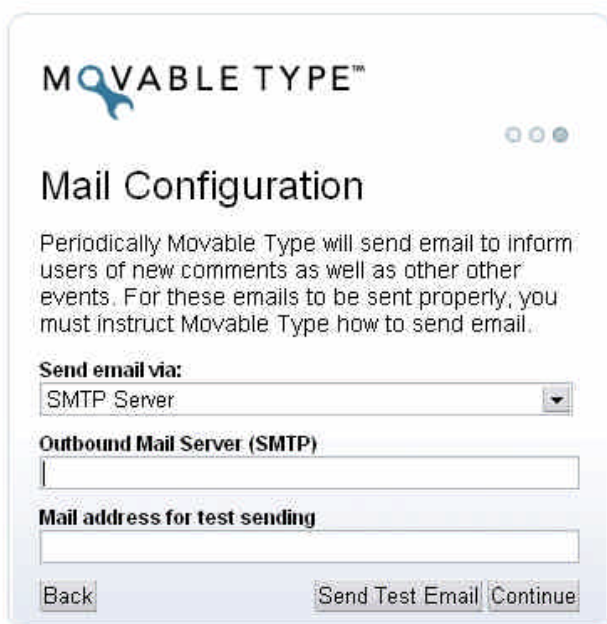 MOVABLE TYPE™
Mail Configuration
Periodically Movable Type will send email to inform
users of new comments as well as other other
events. For these emails to be sent properly, you
must instruct Movable Type how to send email.
Send email via:
SMTP Server
Outbound Mail Server (SMTP)
Mail address for test sending
Back Send Test Email Continue